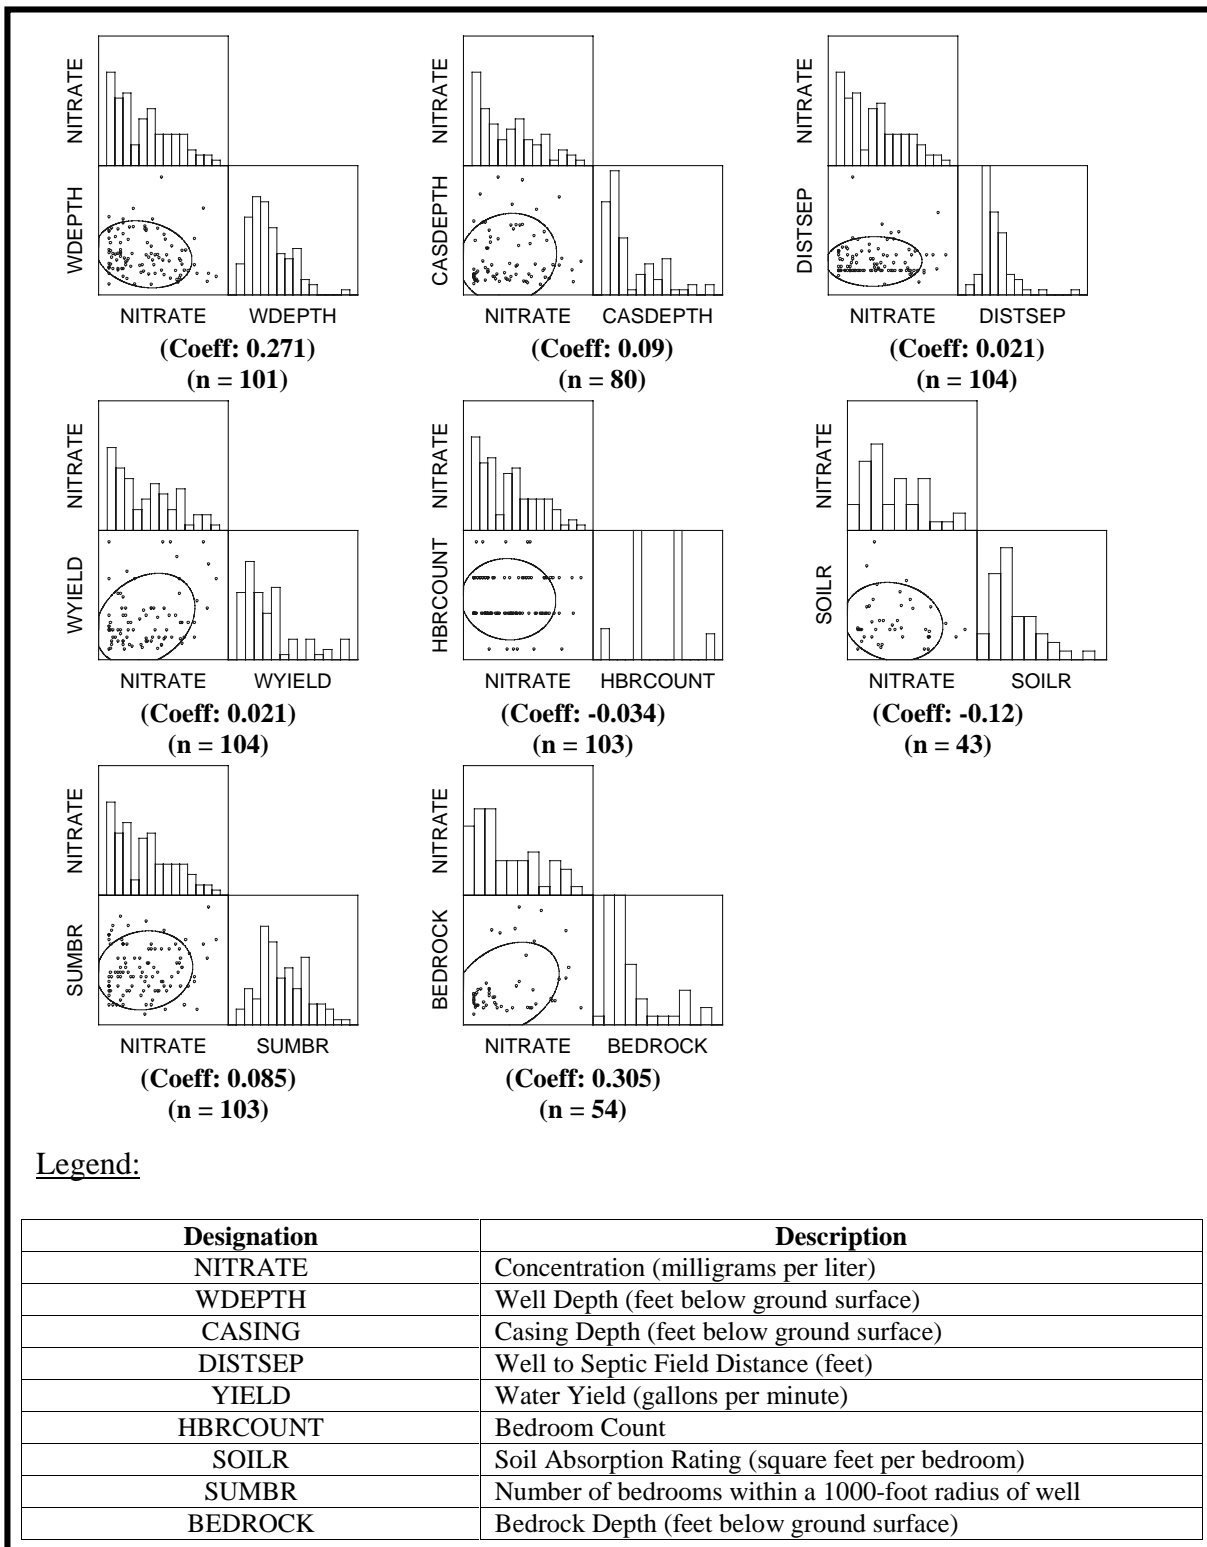 NITRATE
NITRATE
NITRATE
WDEPTH
CASDEPTH
DISTSEP
NITRATE WDEPTH
NITRATE CASDEPTH
NITRATE DISTSEP
(Coeff: 0.271)
(n = 101)
(Coeff: 0.09)
(n = 80)
(Coeff: 0.021)
(n = 104)
NITRATE
NITRATE
NITRATE
WYIELD
HBRCOUNT
SOILR
NITRATE WYIELD
NITRATE HBRCOUNT
NITRATE SOILR
(Coeff: 0.021)
(n = 104)
(Coeff: -0.034)
(n = 103)
(Coeff: -0.12)
(n = 43)
NITRATE
NITRATE
SUMBR
BEDROCK
NITRATE SUMBR
NITRATE BEDROCK
(Coeff: 0.085)
(n = 103)
(Coeff: 0.305)
(n = 54)
Legend:
Designation Description
NITRATE Concentration (milligrams per liter)
WDEPTH Well Depth (feet below ground surface)
CASING Casing Depth (feet below ground surface)
DISTSEP Well to Septic Field Distance (feet)
YIELD Water Yield (gallons per minute)
HBRCOUNT Bedroom Count
SOILR Soil Absorption Rating (square feet per bedroom)
SUMBR Number of bedrooms within a 1000-foot radius of well
BEDROCK Bedrock Depth (feet below ground surface)